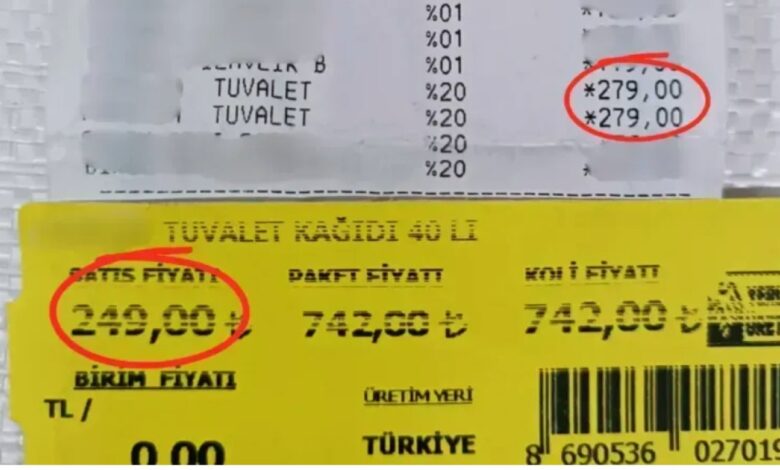 %01
%01
%01
TUVALET %20 *279,00
TUVALET %20 *279,00
%20
%20 *
TUVALET KAĞIDI 40 LI
SATIS FİYATI PAKET FİYATI KOLİ FİYATI
249,00 ₺ 742,00 ₺ 742,00 ₺
BİRİM FİYATI
TL / ÜRETİM YERİ
0.00 TÜRKİYE
8 690536 027019